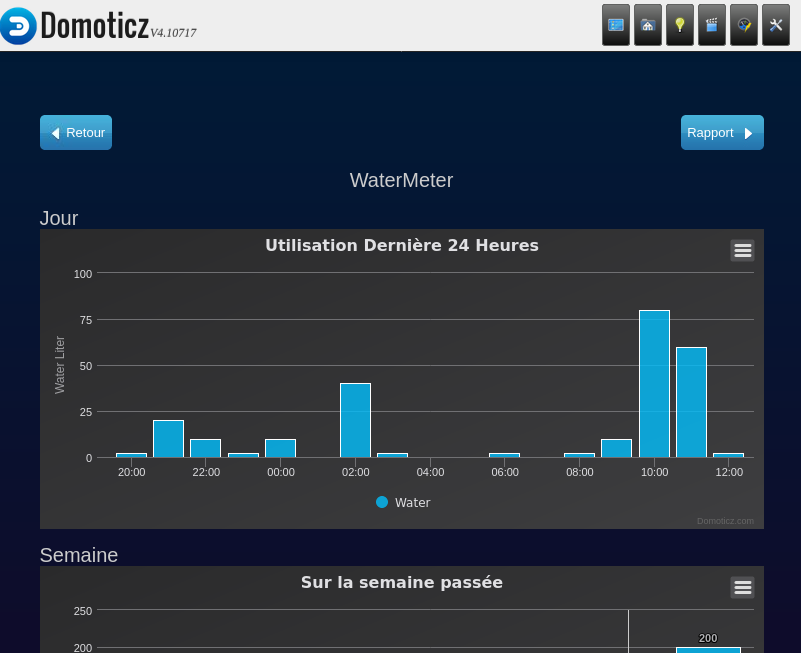 Domoticz V4.10717
Retour
Rapport
WaterMeter
Jour
Utilisation Dernière 24 Heures
100
75
50
25
0
Water Liter
20:00 22:00 00:00 02:00 04:00 06:00 08:00 10:00 12:00
Water
Domoticz.com
Semaine
Sur la semaine passée
250
200
200